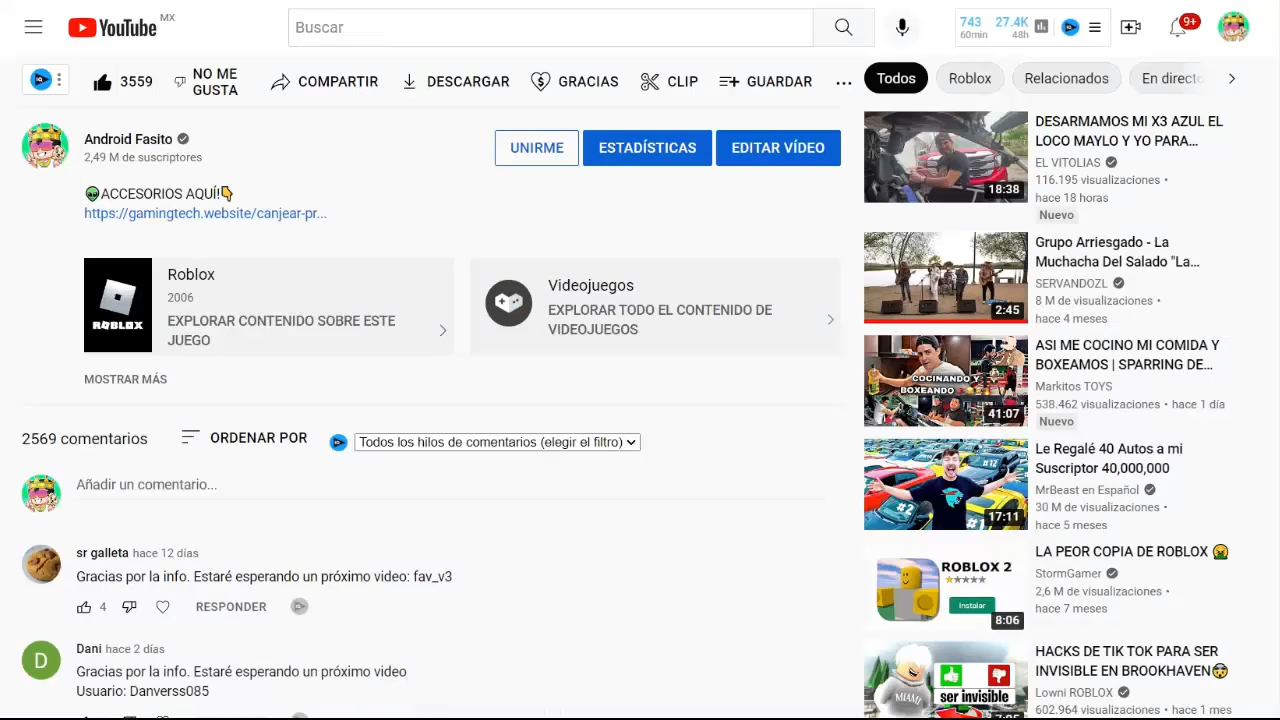 YouTube MX
Buscar
743 27.4K
60min 48h
9+
3559
NO ME GUSTA
COMPARTIR
DESCARGAR
GRACIAS
CLIP
GUARDAR
Android Fasito
2,49 M de suscriptores
UNIRME
ESTADÍSTICAS
EDITAR VÍDEO
👽ACCESORIOS AQUÍ!👇
https://gamingtech.website/canjear-pr...
ROBLOX
Roblox
2006
EXPLORAR CONTENIDO SOBRE ESTE
JUEGO
Videojuegos
EXPLORAR TODO EL CONTENIDO DE
VIDEOJUEGOS
MOSTRAR MÁS
2569 comentarios
ORDENAR POR
Todos los hilos de comentarios (elegir el filtro)
Añadir un comentario...
sr galleta hace 12 días
Gracias por la info. Estaré esperando un próximo video: fav_v3
4
RESPONDER
D
Dani hace 2 días
Gracias por la info. Estaré esperando un próximo video
Usuario: Danverss085
Todos
Roblox
Relacionados
En directo
18:38
DESARMAMOS MI X3 AZUL EL
LOCO MAYLO Y YO PARA...
EL VITOLIAS
116.195 visualizaciones •
hace 18 horas
Nuevo
2:45
Grupo Arriesgado - La
Muchacha Del Salado "La...
SERVANDOZL
8 M de visualizaciones •
hace 4 meses
COCINANDO Y
BOXEANDO
41:07
ASI ME COCINO MI COMIDA Y
BOXEAMOS | SPARRING DE...
Markitos TOYS
538.462 visualizaciones • hace 1 día
Nuevo
#12
#2
#1
17:11
Le Regalé 40 Autos a mi
Suscriptor 40,000,000
MrBeast en Español
30 M de visualizaciones •
hace 5 meses
ROBLOX 2
Instalar
8:06
LA PEOR COPIA DE ROBLOX 🤮
StormGamer
2,6 M de visualizaciones •
hace 7 meses
MIAMI
ser invisible
HACKS DE TIK TOK PARA SER
INVISIBLE EN BROOKHAVEN😨
Lowni ROBLOX
602.964 visualizaciones • hace 1 mes